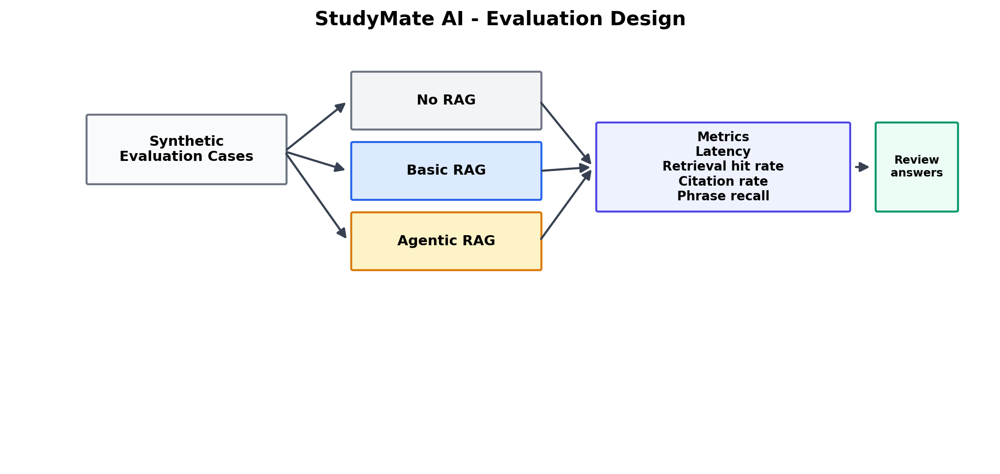 StudyMate AI - Evaluation Design
Synthetic
Evaluation Cases
No RAG
Basic RAG
Agentic RAG
Metrics
Latency
Retrieval hit rate
Citation rate
Phrase recall
Review
answers